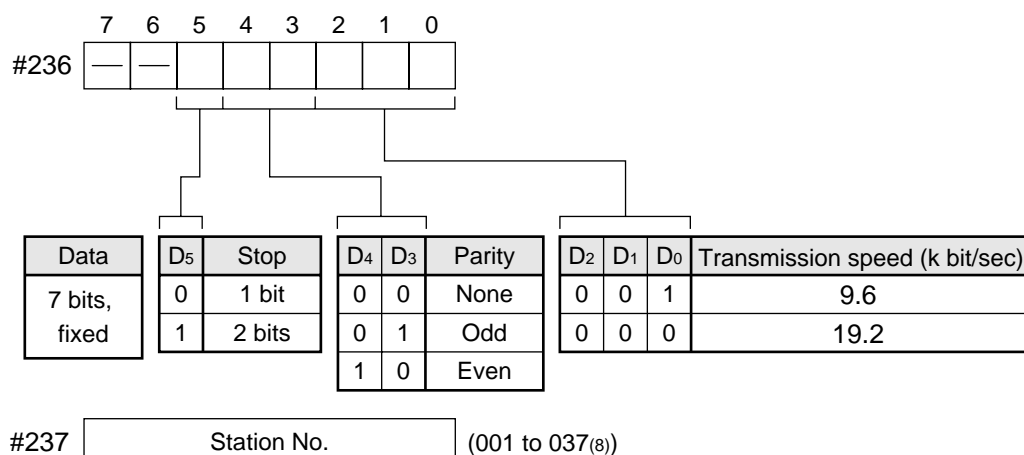 7 6 5 4 3 2 1 0
#236 — —
Data
7 bits,
fixed
D5 Stop
0 1 bit
1 2 bits
D4 D3 Parity
0 0 None
0 1 Odd
1 0 Even
D2 D1 D0 Transmission speed (k bit/sec)
0 0 1 9.6
0 0 0 19.2
#237 Station No. (001 to 037(8))